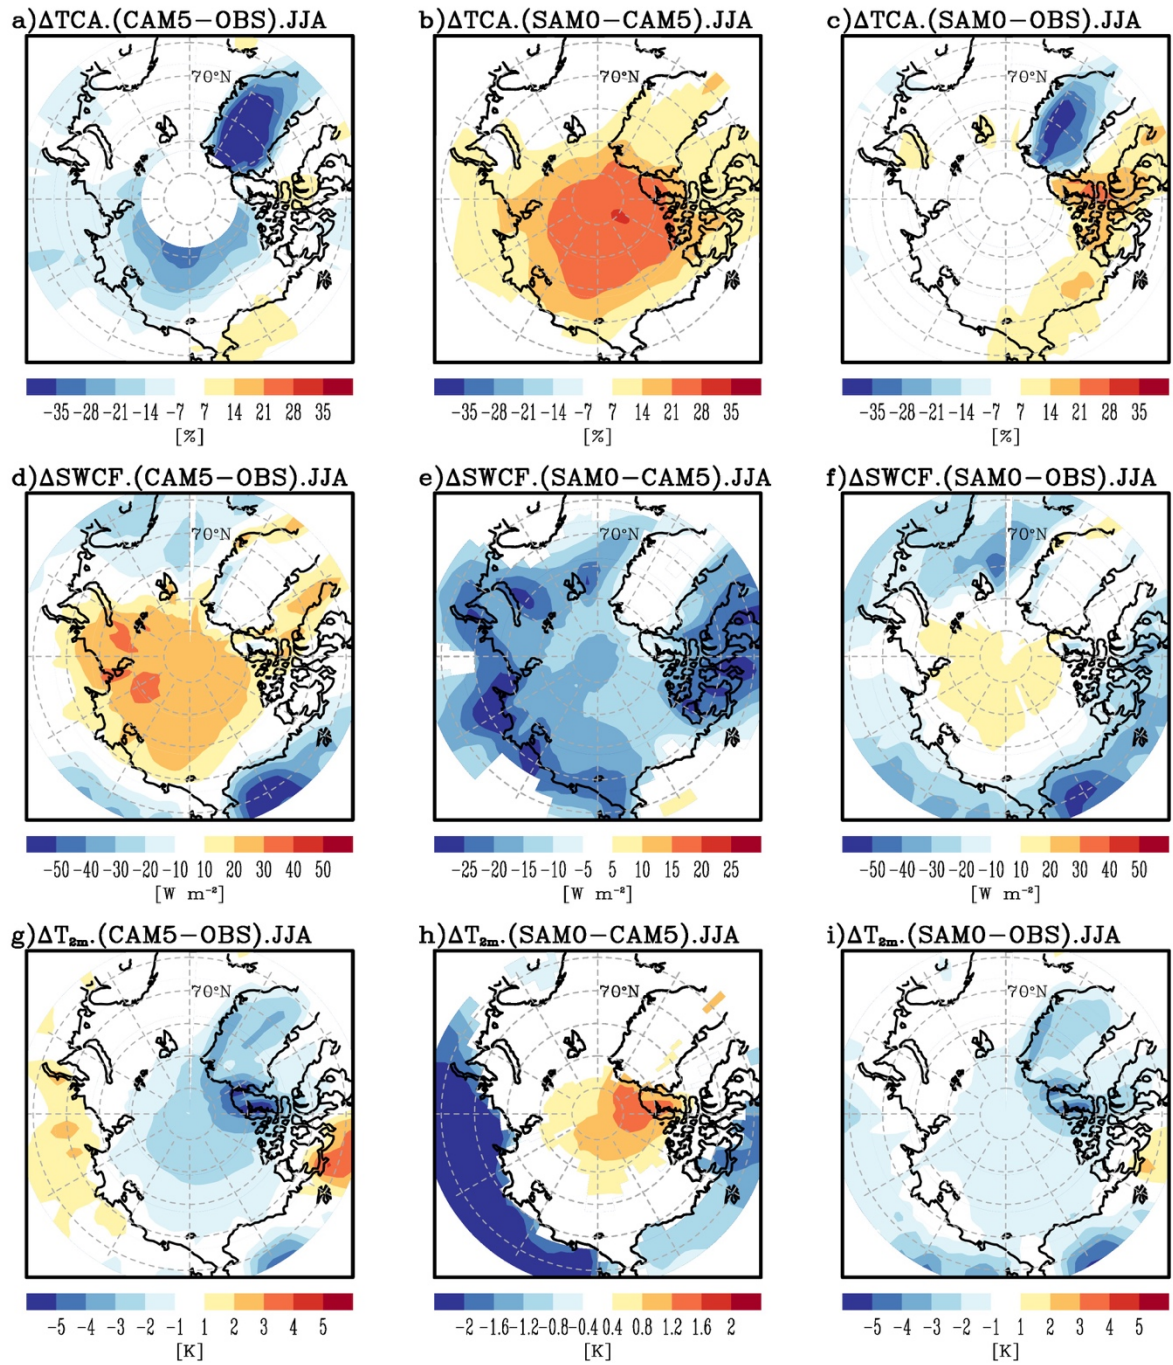 a)ΔTCA.(CAM5−OBS).JJA
b)ΔTCA.(SAM0−CAM5).JJA
c)ΔTCA.(SAM0−OBS).JJA
70°N
70°N
70°N
-35 -28 -21 -14 -7 7 14 21 28 35
-35 -28 -21 -14 -7 7 14 21 28 35
-35 -28 -21 -14 -7 7 14 21 28 35
[%]
[%]
[%]
d)ΔSWCF.(CAM5−OBS).JJA
e)ΔSWCF.(SAM0−CAM5).JJA
f)ΔSWCF.(SAM0−OBS).JJA
70°N
70°N
70°N
-50 -40 -30 -20 -10 10 20 30 40 50
-25 -20 -15 -10 -5 5 10 15 20 25
-50 -40 -30 -20 -10 10 20 30 40 50
[W m⁻²]
[W m⁻²]
[W m⁻²]
g)ΔT₂ₘ.(CAM5−OBS).JJA
h)ΔT₂ₘ.(SAM0−CAM5).JJA
i)ΔT₂ₘ.(SAM0−OBS).JJA
70°N
70°N
70°N
-5 -4 -3 -2 -1 1 2 3 4 5
-2 -1.6 -1.2 -0.8 -0.4 0.4 0.8 1.2 1.6 2
-5 -4 -3 -2 -1 1 2 3 4 5
[K]
[K]
[K]